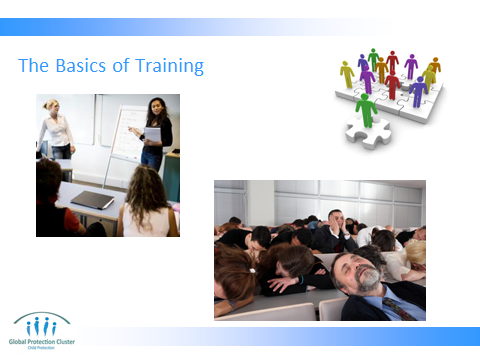 The Basics of Training
Global Protection Cluster
Child Protection